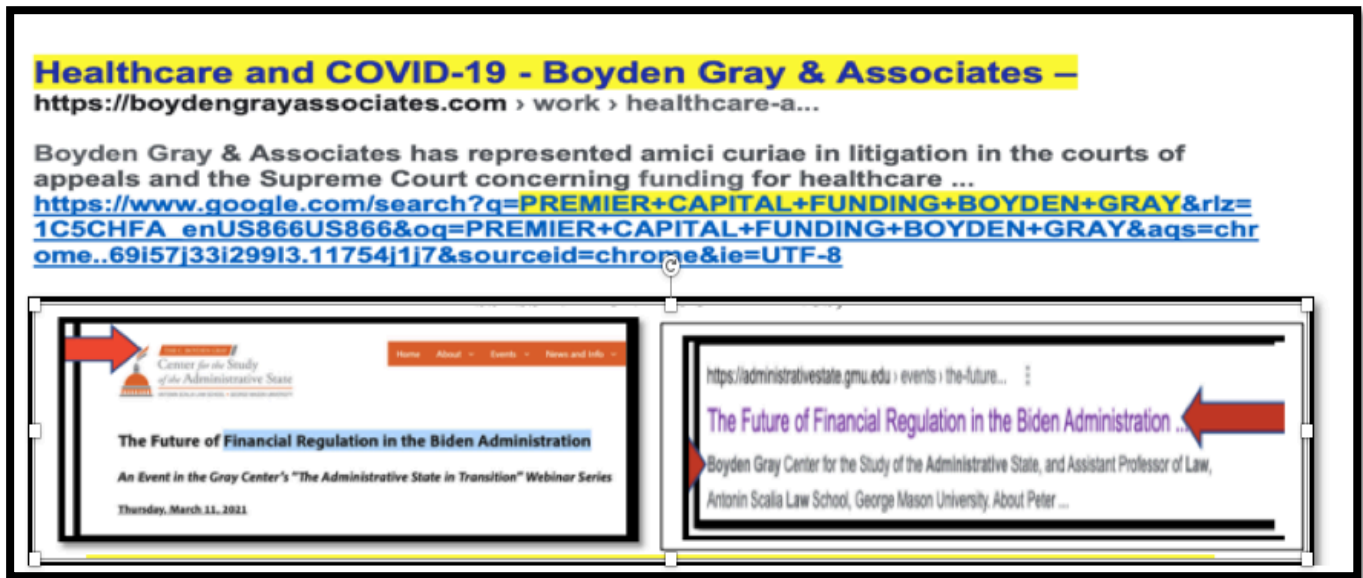 Healthcare and COVID-19 - Boyden Gray & Associates –
https://boydengrayassociates.com › work › healthcare-a...
Boyden Gray & Associates has represented amici curiae in litigation in the courts of
appeals and the Supreme Court concerning funding for healthcare ...
https://www.google.com/search?q=PREMIER+CAPITAL+FUNDING+BOYDEN+GRAY&rlz=
1C5CHFA_enUS866US866&oq=PREMIER+CAPITAL+FUNDING+BOYDEN+GRAY&aqs=chr
ome..69i57j33i299l3.11754j1j7&sourceid=chrome&ie=UTF-8
Center for the Study
of the Administrative State
Home About Events News and Info
The Future of Financial Regulation in the Biden Administration
An Event in the Gray Center's "The Administrative State in Transition" Webinar Series
Thursday, March 11, 2021
https://administrativestate.gmu.edu › events › the-future...
The Future of Financial Regulation in the Biden Administration ...
Boyden Gray Center for the Study of the Administrative State, and Assistant Professor of Law,
Antonin Scalia Law School, George Mason University. About Peter ...